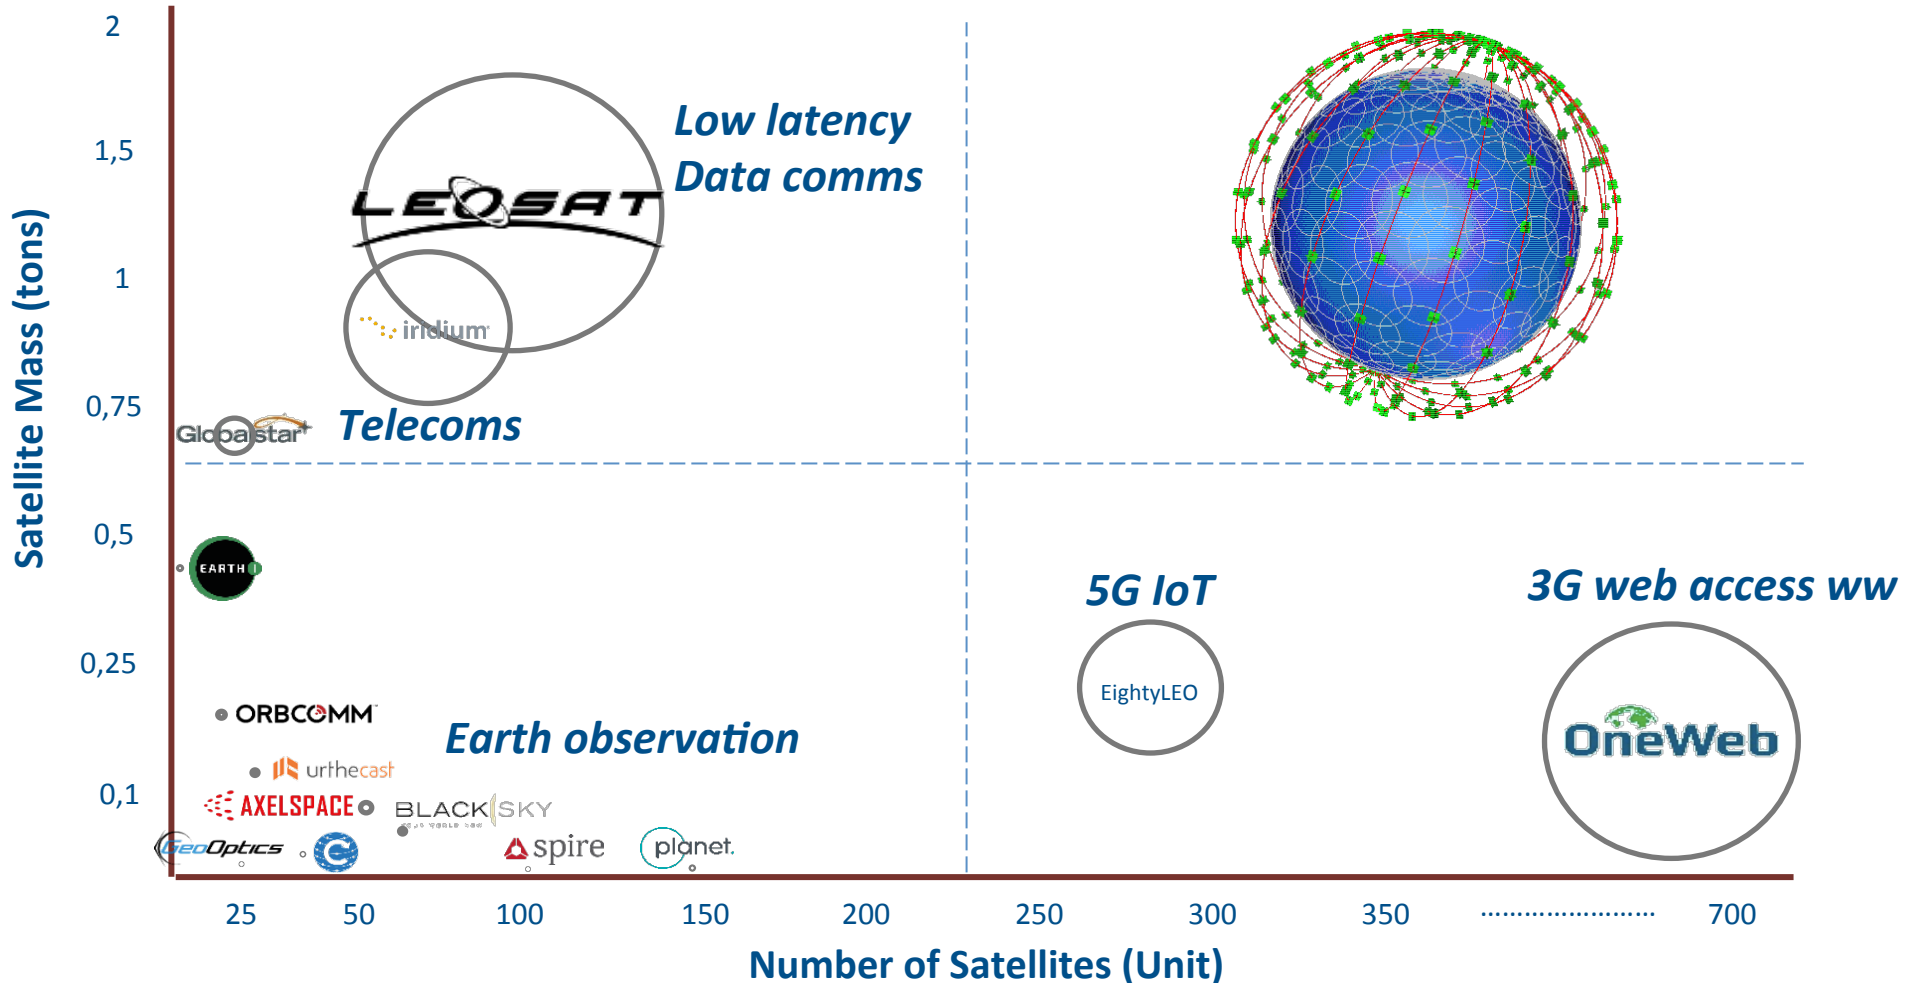 2
1,5
1
0,75
0,5
0,25
0,1
Satellite Mass (tons)
Low latency
Data comms
LEOSAT
iridium
Globalstar
Telecoms
EARTH i
5G IoT
EightyLEO
3G web access ww
OneWeb
ORBCOMM™
Earth observation
urthecast
AXELSPACE
BLACKSKY
GeoOptics
C
spire
planet.
25 50 100 150 200 250 300 350 ........................ 700
Number of Satellites (Unit)